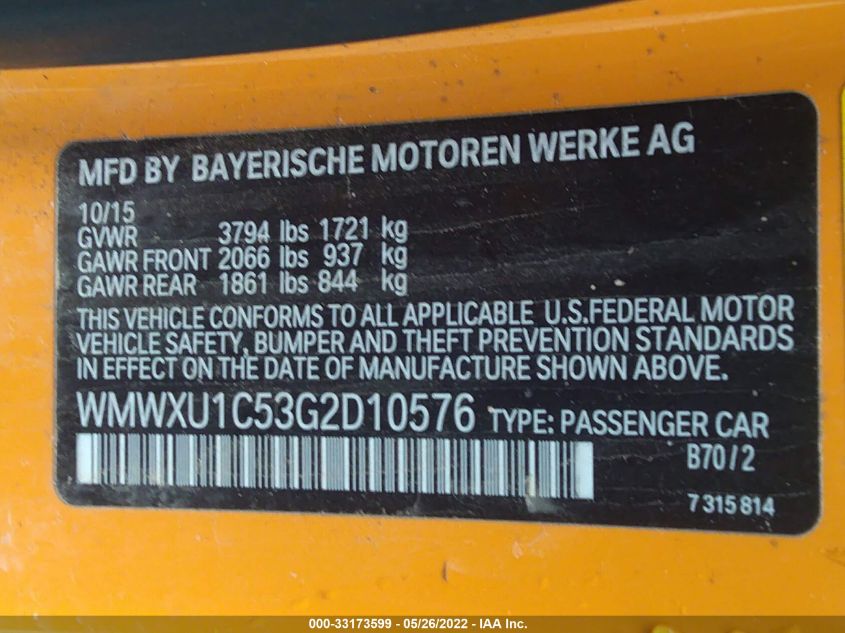 MFD BY BAYERISCHE MOTOREN WERKE AG
10/15
GVWR 3794 lbs 1721 kg
GAWR FRONT 2066 lbs 937 kg
GAWR REAR 1861 lbs 844 kg
THIS VEHICLE CONFORMS TO ALL APPLICABLE U.S.FEDERAL MOTOR
VEHICLE SAFETY, BUMPER AND THEFT PREVENTION STANDARDS
IN EFFECT ON THE DATE OF MANUFACTURE SHOWN ABOVE.
WMWXU1C53G2D10576 TYPE: PASSENGER CAR
B70/2
7 315 814
000-33173599 - 05/26/2022 - IAA Inc.